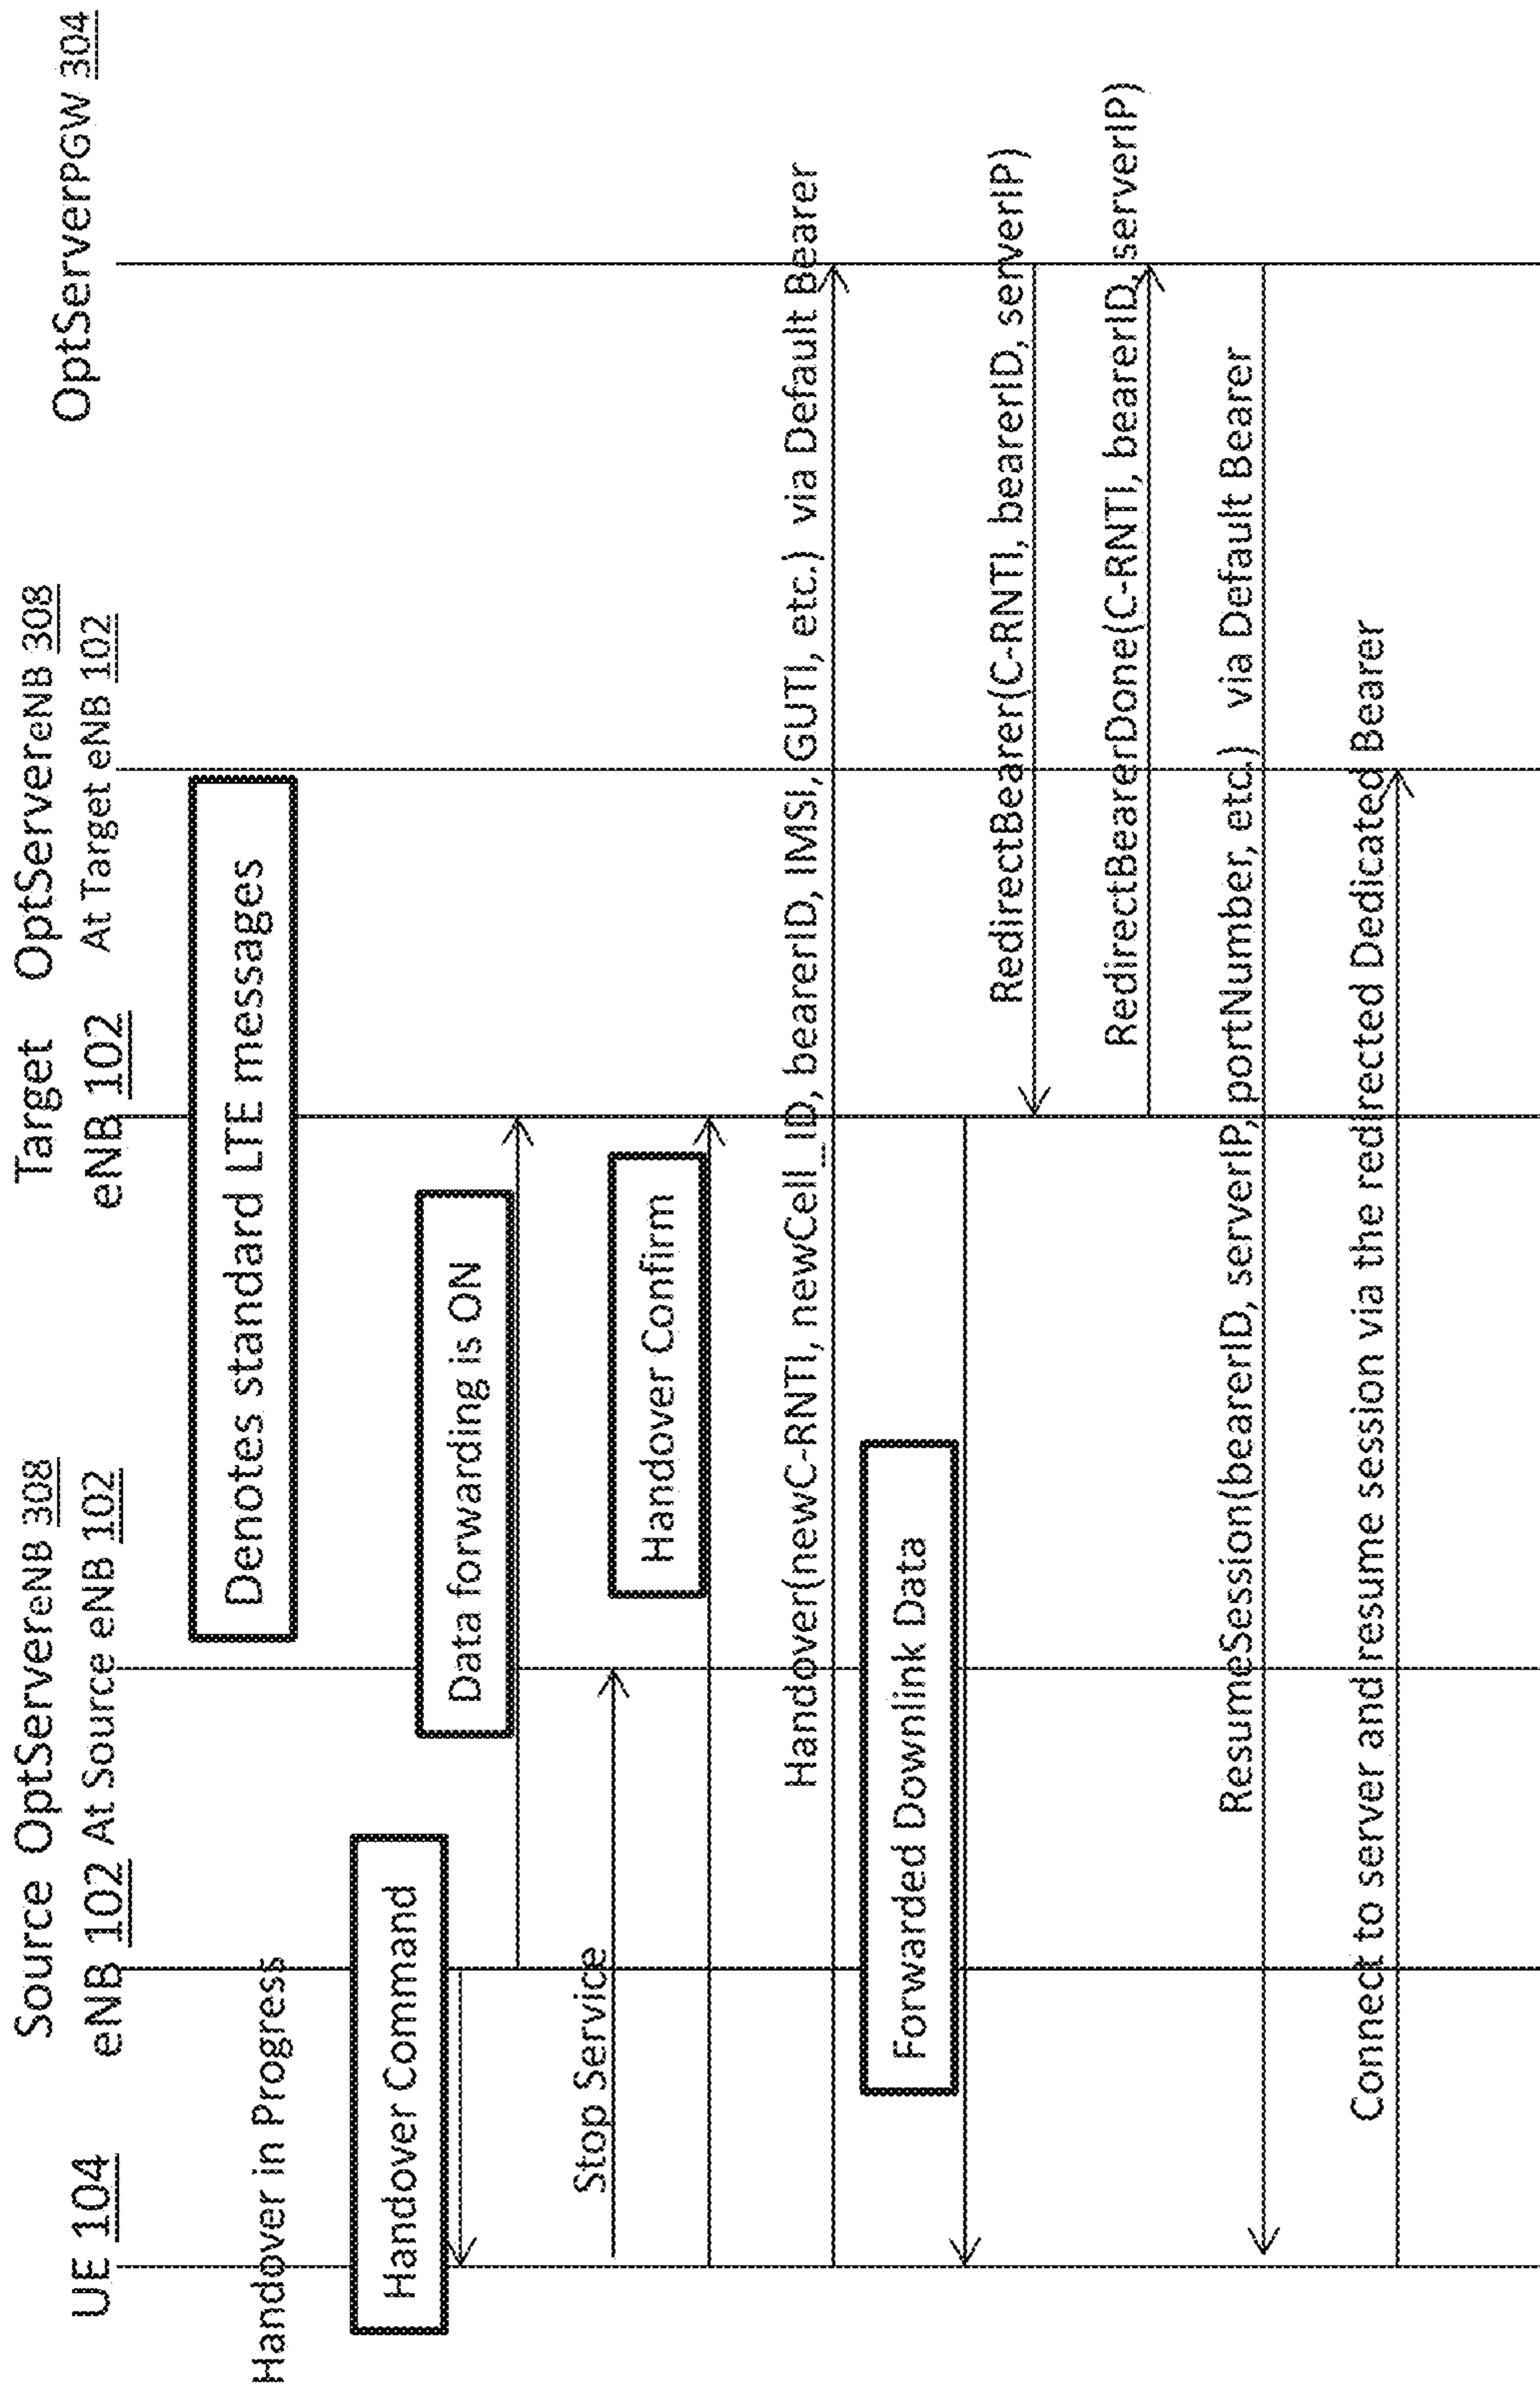 UE 104
Source
eNB 102
OptServereNB 308
At Source eNB 102
Target
eNB 102
OptServereNB 308
At Target eNB 102
OptServerPGW 304
Handover in Progress
Denotes standard LTE messages
Handover Command
Data forwarding is ON
Stop Service
Handover Confirm
Handover(newC-RNTI, newCell_ID, bearerID, IMSI, GUTI, etc.) via Default Bearer
Forwarded Downlink Data
RedirectBearer(C-RNTI, bearerID, serverIP)
RedirectBearerDone(C-RNTI, bearerID, serverIP)
ResumeSession(bearerID, serverIP, portNumber, etc.) via Default Bearer
Connect to server and resume session via the redirected Dedicated Bearer